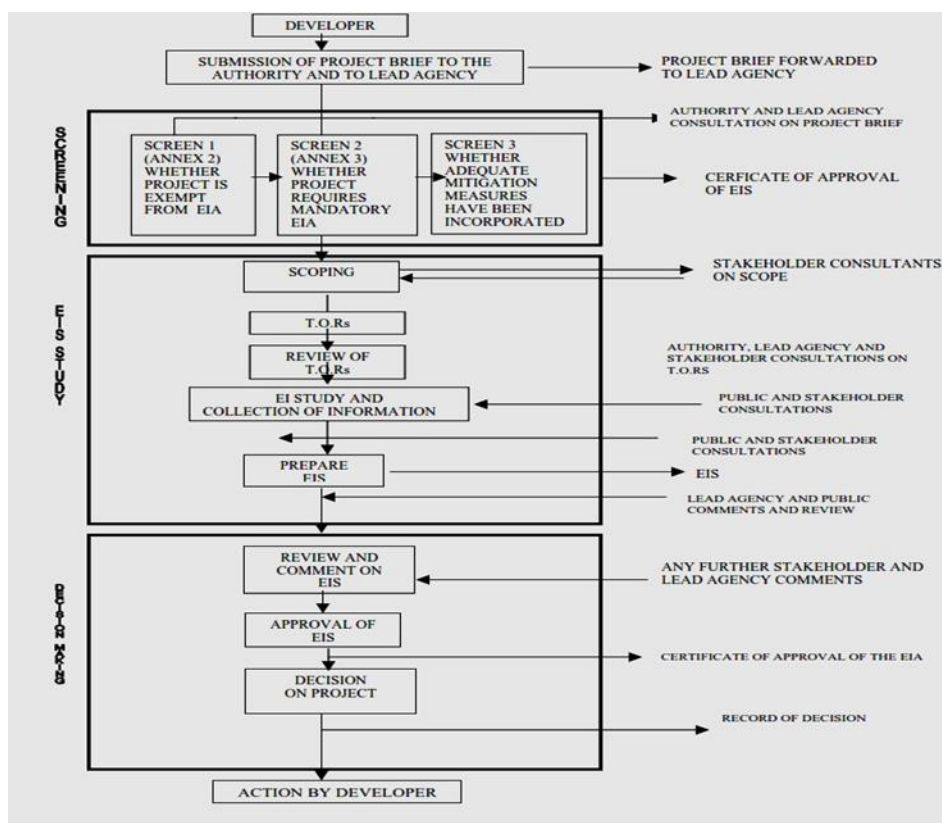 DEVELOPER
SUBMISSION OF PROJECT BRIEF TO THE
AUTHORITY AND TO LEAD AGENCY
PROJECT BRIEF FORWARDED
TO LEAD AGENCY
AUTHORITY AND LEAD AGENCY
CONSULTATION ON PROJECT BRIEF
SCREENING
SCREEN 1
(ANNEX 2)
WHETHER
PROJECT IS
EXEMPT
FROM EIA
SCREEN 2
(ANNEX 3)
WHETHER
PROJECT
REQUIRES
MANDATORY
EIA
SCREEN 3
WHETHER
ADEQUATE
MITIGATION
MEASURES
HAVE BEEN
INCORPORATED
CERFICATE OF APPROVAL
OF EIS
EIS STUDY
SCOPING
STAKEHOLDER CONSULTANTS
ON SCOPE
T.O.Rs
REVIEW OF
T.O.Rs
AUTHORITY, LEAD AGENCY AND
STAKEHOLDER CONSULTATIONS ON
T.O.RS
EI STUDY AND
COLLECTION OF INFORMATION
PUBLIC AND STAKEHOLDER
CONSULTATIONS
PUBLIC AND STAKEHOLDER
CONSULTATIONS
PREPARE
EIS
EIS
LEAD AGENCY AND PUBLIC
COMMENTS AND REVIEW
DECISION MAKING
REVIEW AND
COMMENT ON
EIS
ANY FURTHER STAKEHOLDER AND
LEAD AGENCY COMMENTS
APPROVAL OF
EIS
CERTIFICATE OF APPROVAL OF THE EIA
DECISION
ON PROJECT
RECORD OF DECISION
ACTION BY DEVELOPER